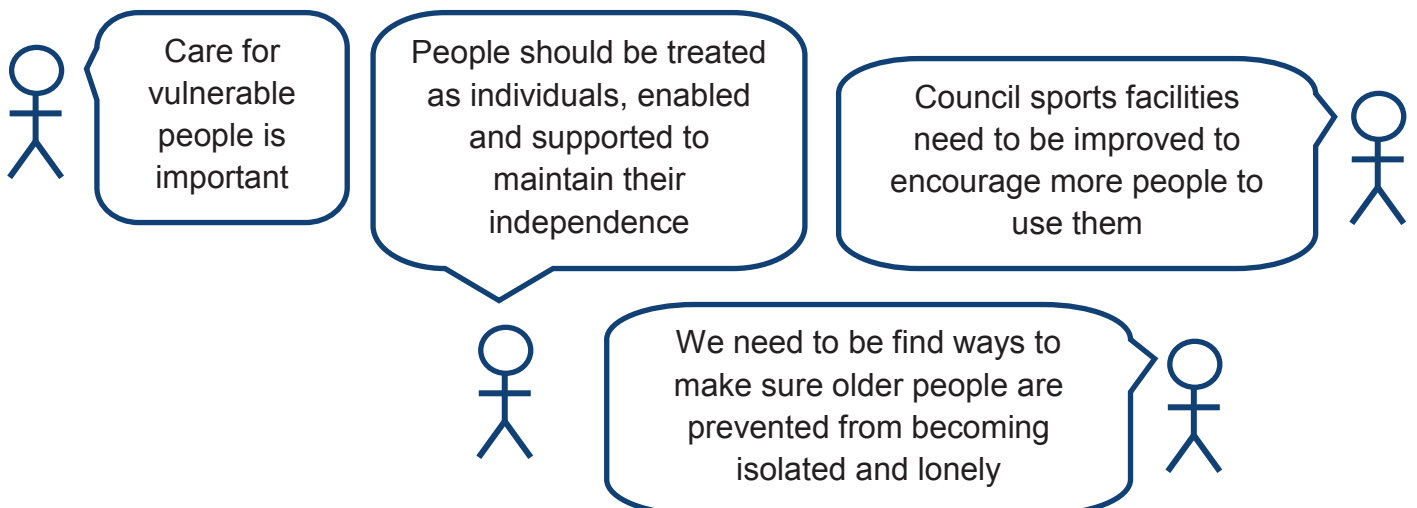 Care for
vulnerable
people is
important
People should be treated
as individuals, enabled
and supported to
maintain their
independence
Council sports facilities
need to be improved to
encourage more people to
use them
We need to be find ways to
make sure older people are
prevented from becoming
isolated and lonely